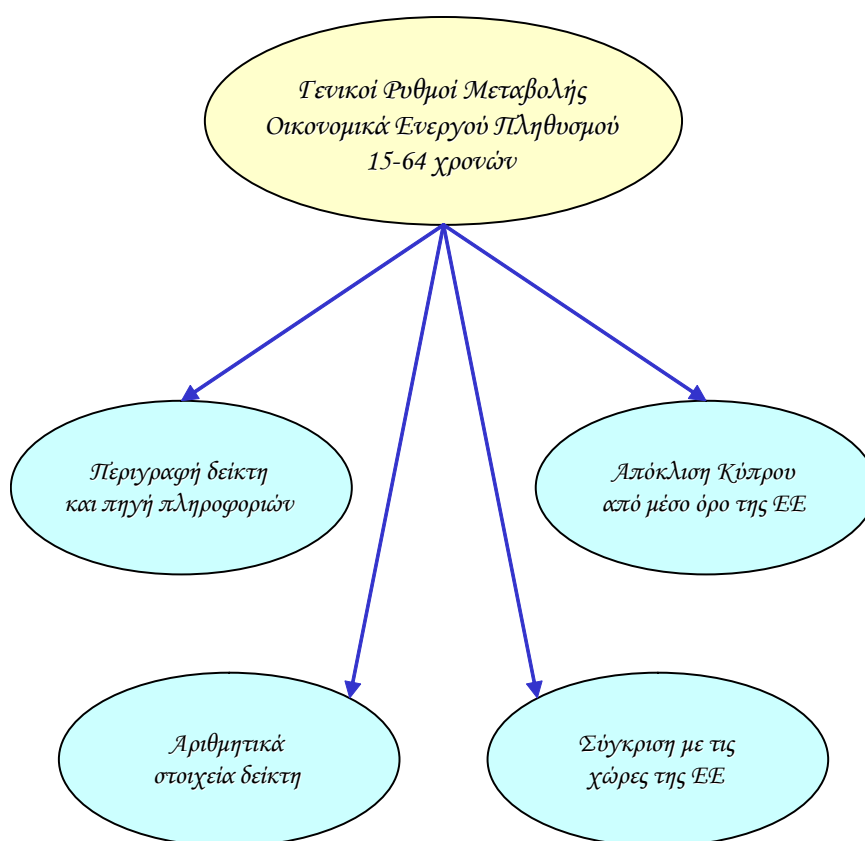 Γενικοί Ρυθμοί Μεταβολής
Οικονομικά Ενεργού Πληθυσμού
15-64 χρονών
Περιγραφή δείκτη
και πηγή πληροφοριών
Απόκλιση Κύπρου
από μέσο όρο της ΕΕ
Αριθμητικά
στοιχεία δείκτη
Σύγκριση με τις
χώρες της ΕΕ